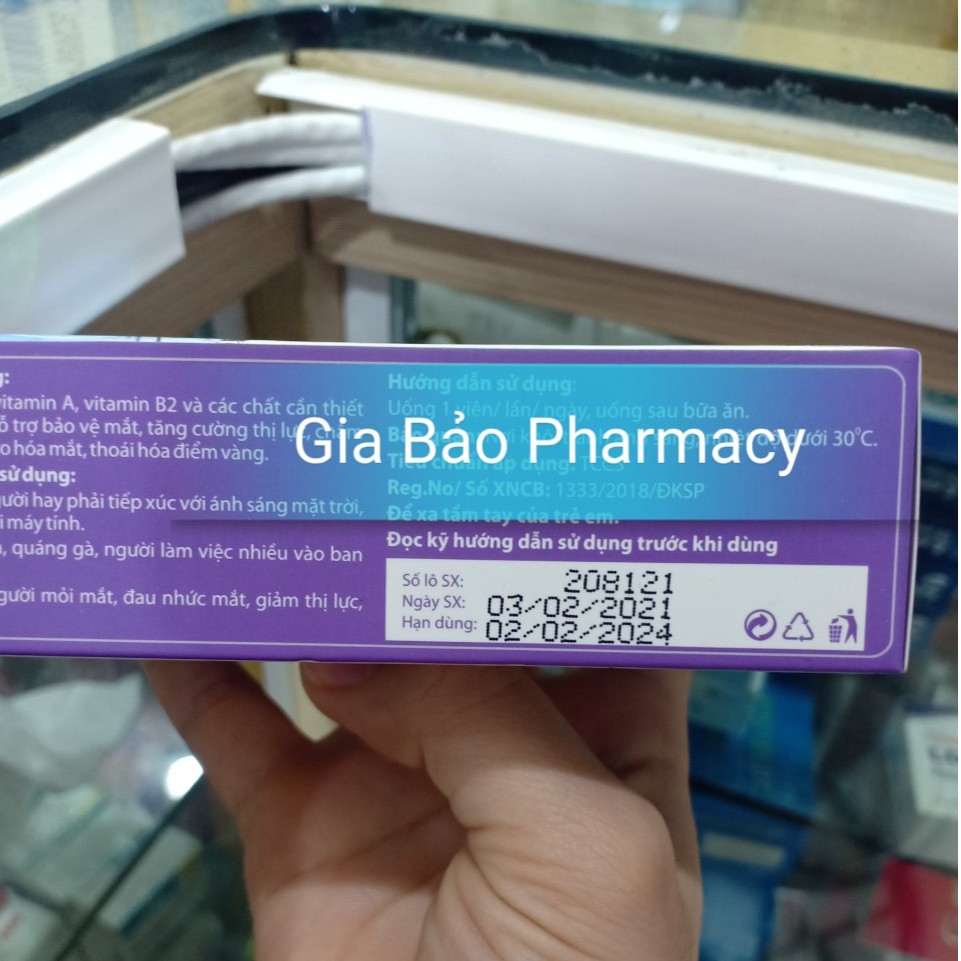 g:
vitamin A, vitamin B2 và các chất cần thiết
ỗ trợ bảo vệ mắt, tăng cường thị lực, chậm
o hóa mắt, thoái hóa điểm vàng.
sử dụng:
ười hay phải tiếp xúc với ánh sáng mặt trời,
i máy tính.
quáng gà, người làm việc nhiều vào ban
gười mỏi mắt, đau nhức mắt, giảm thị lực,
Hướng dẫn sử dụng:
Uống 1 viên/ lần/ ngày, uống sau bữa ăn.
dưới 30°C.
Gia Bảo Pharmacy
Tiêu chuẩn áp dụng: TCCS
Reg.No/ Số XNCB: 1333/2018/ĐKSP
Để xa tầm tay của trẻ em.
Đọc kỹ hướng dẫn sử dụng trước khi dùng
Số lô SX: 208121
Ngày SX: 03/02/2021
Hạn dùng: 02/02/2024